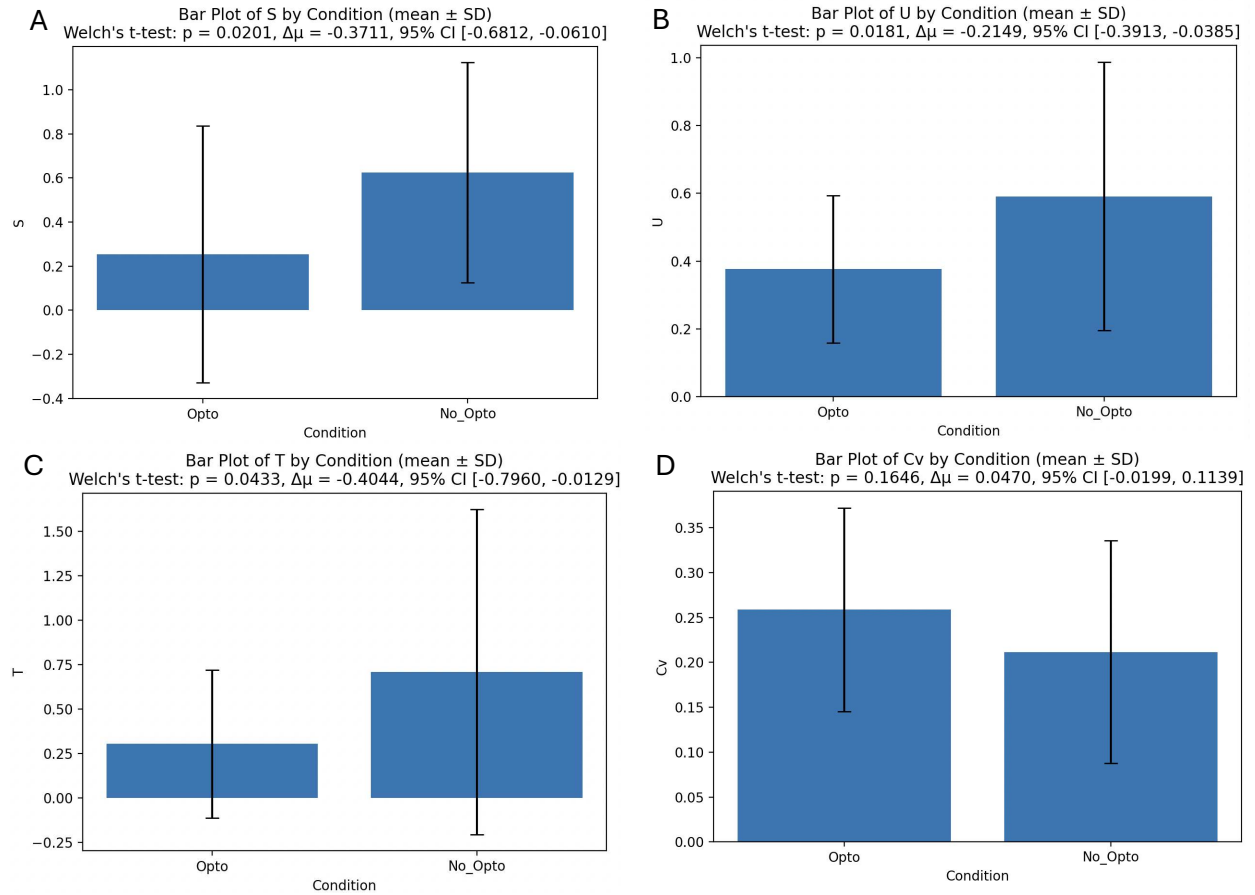 A
Bar Plot of S by Condition (mean ± SD)
Welch's t-test: p = 0.0201, Δμ = -0.3711, 95% CI [-0.6812, -0.0610]
1.0
0.8
0.6
0.4
0.2
0.0
−0.2
−0.4
S
Opto
No_Opto
Condition
B
Bar Plot of U by Condition (mean ± SD)
Welch's t-test: p = 0.0181, Δμ = -0.2149, 95% CI [-0.3913, -0.0385]
1.0
0.8
0.6
0.4
0.2
0.0
U
Opto
No_Opto
Condition
C
Bar Plot of T by Condition (mean ± SD)
Welch's t-test: p = 0.0433, Δμ = -0.4044, 95% CI [-0.7960, -0.0129]
1.50
1.25
1.00
0.75
0.50
0.25
0.00
−0.25
T
Opto
No_Opto
Condition
D
Bar Plot of Cv by Condition (mean ± SD)
Welch's t-test: p = 0.1646, Δμ = 0.0470, 95% CI [-0.0199, 0.1139]
0.35
0.30
0.25
0.20
0.15
0.10
0.05
0.00
Cv
Opto
No_Opto
Condition